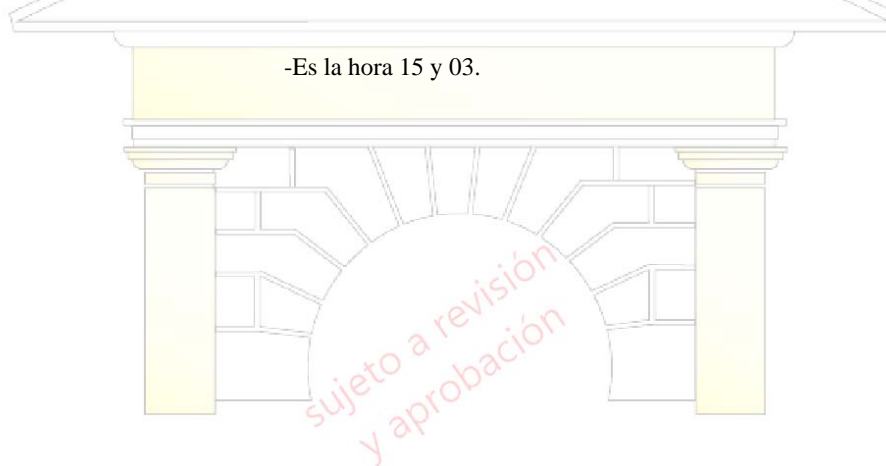 -Es la hora 15 y 03.
sujeto a revisión
y aprobación